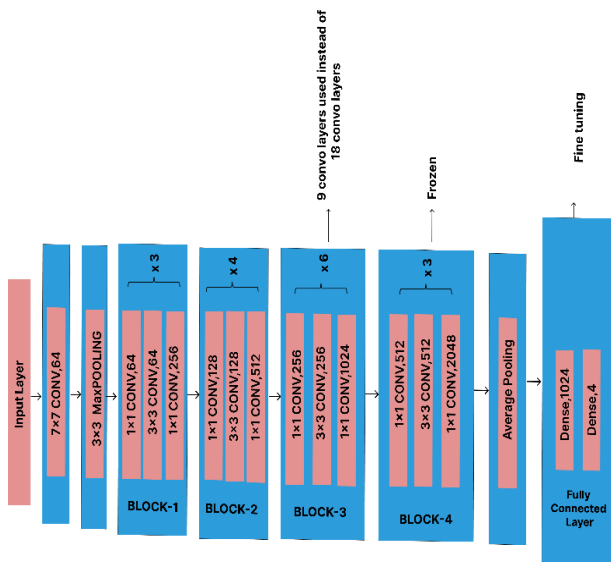 Input Layer
7×7 CONV,64
3×3 MaxPOOLING
x 3
1×1 CONV,64
3×3 CONV,64
1×1 CONV,256
BLOCK-1
x 4
1×1 CONV,128
3×3 CONV,128
1×1 CONV,512
BLOCK-2
9 convo layers used instead of
18 convo layers
x 6
1×1 CONV,256
3×3 CONV,256
1×1 CONV,1024
BLOCK-3
Frozen
x 3
1×1 CONV,512
3×3 CONV,512
1×1 CONV,2048
BLOCK-4
Average Pooling
Fine tuning
Dense,1024
Dense,4
Fully
Connected
Layer